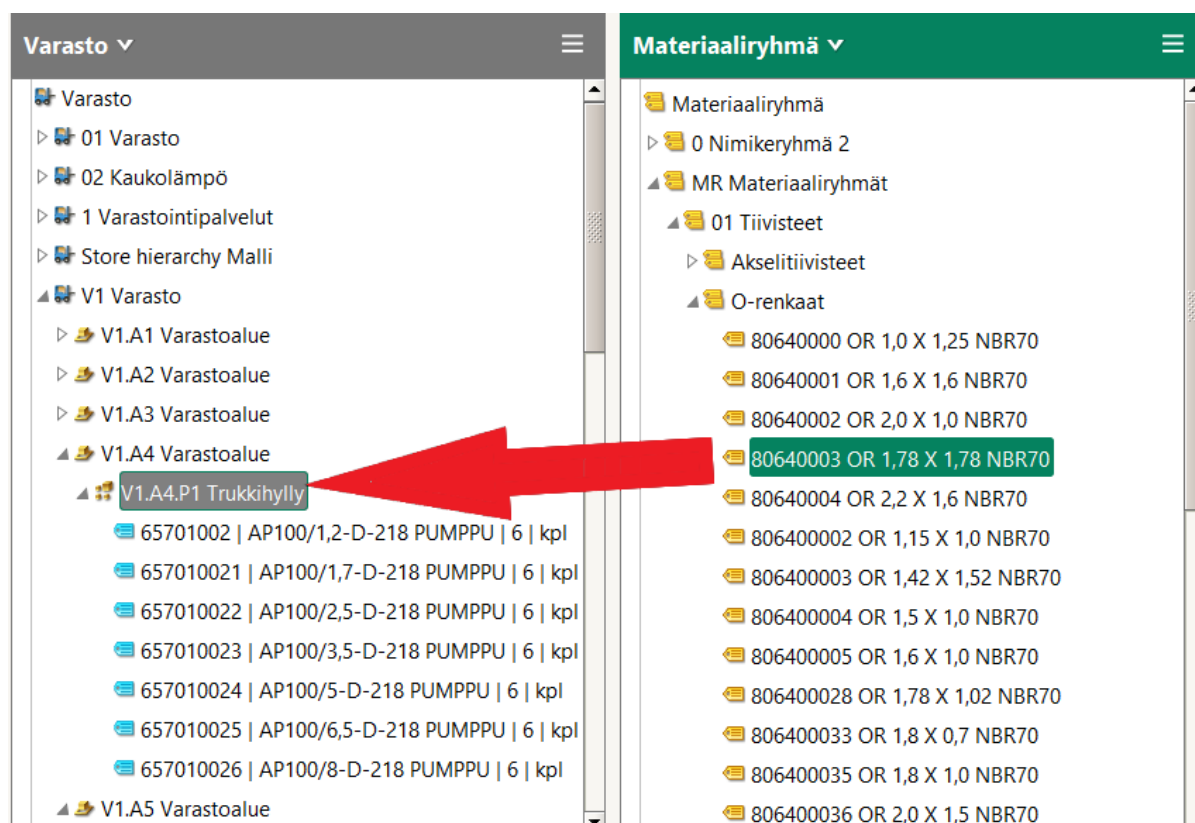 Varasto
Varasto
01 Varasto
02 Kaukolämpö
1 Varastointipalvelut
Store hierarchy Malli
V1 Varasto
V1.A1 Varastoalue
V1.A2 Varastoalue
V1.A3 Varastoalue
V1.A4 Varastoalue
V1.A4.P1 Trukkihylly
65701002 | AP100/1,2-D-218 PUMPPU | 6 | kpl
657010021 | AP100/1,7-D-218 PUMPPU | 6 | kpl
657010022 | AP100/2,5-D-218 PUMPPU | 6 | kpl
657010023 | AP100/3,5-D-218 PUMPPU | 6 | kpl
657010024 | AP100/5-D-218 PUMPPU | 6 | kpl
657010025 | AP100/6,5-D-218 PUMPPU | 6 | kpl
657010026 | AP100/8-D-218 PUMPPU | 6 | kpl
V1.A5 Varastoalue
Materiaaliryhmä
Materiaaliryhmä
0 Nimikeryhmä 2
MR Materiaaliryhmät
01 Tiivisteet
Akselitiivisteet
O-renkaat
80640000 OR 1,0 X 1,25 NBR70
80640001 OR 1,6 X 1,6 NBR70
80640002 OR 2,0 X 1,0 NBR70
80640003 OR 1,78 X 1,78 NBR70
80640004 OR 2,2 X 1,6 NBR70
806400002 OR 1,15 X 1,0 NBR70
806400003 OR 1,42 X 1,52 NBR70
806400004 OR 1,5 X 1,0 NBR70
806400005 OR 1,6 X 1,0 NBR70
806400028 OR 1,78 X 1,02 NBR70
806400033 OR 1,8 X 0,7 NBR70
806400035 OR 1,8 X 1,0 NBR70
806400036 OR 2,0 X 1,5 NBR70